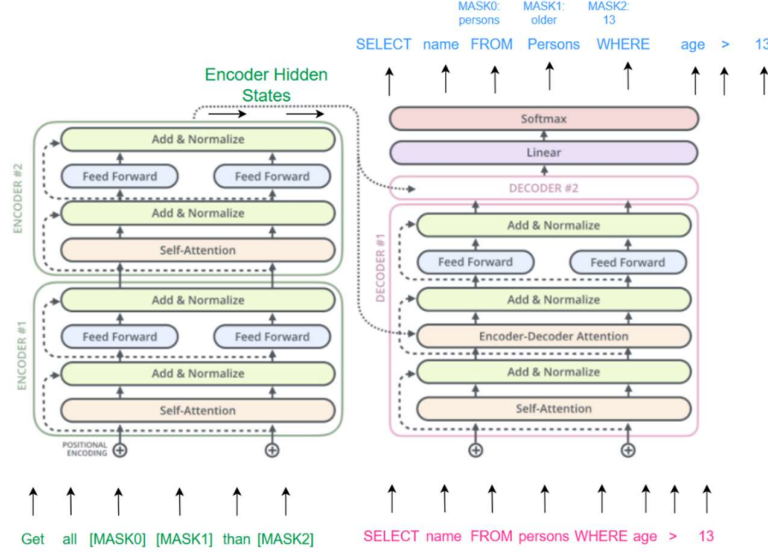 MASK0: MASK1: MASK2:
persons older 13
SELECT name FROM Persons WHERE age > 13
Encoder Hidden
States
ENCODER #2
Add & Normalize
Feed Forward Feed Forward
Add & Normalize
Self-Attention
ENCODER #1
Add & Normalize
Feed Forward Feed Forward
Add & Normalize
Self-Attention
POSITIONAL
ENCODING
Get all [MASK0] [MASK1] than [MASK2]
Softmax
Linear
DECODER #2
DECODER #1
Add & Normalize
Feed Forward Feed Forward
Add & Normalize
Encoder-Decoder Attention
Add & Normalize
Self-Attention
SELECT name FROM persons WHERE age > 13